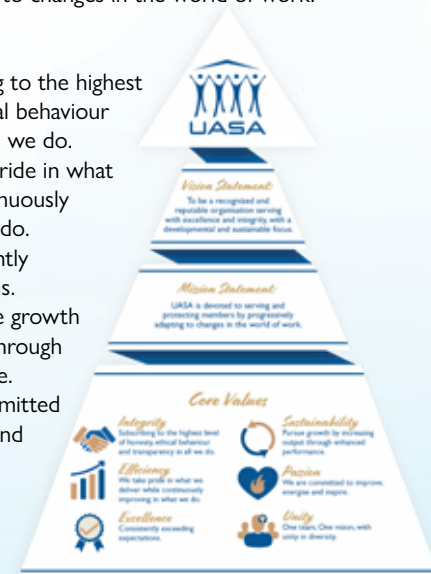 to changes in the world of work.
g to the highest
al behaviour
we do.
ride in what
nuously
do.
ntly
s.
e growth
hrough
e.
mitted
nd
UASA
Vision Statement:
To be a recognized and
reputable organisation serving
with excellence and integrity, with a
developmental and sustainable focus.
Mission Statement:
UASA is devoted to serving and
protecting members by progressively
adapting to changes in the world of work.
Core Values
Integrity
Subscribing to the highest level
of honesty, ethical behaviour
and transparency in all we do.
Efficiency
We take pride in what we
deliver while continuously
improving in what we do.
Excellence
Consistently exceeding
expectations.
Sustainability
Pursue growth by increasing
output through enhanced
performance.
Passion
We are committed to improve,
energise and inspire.
Unity
One team, One vision, with
unity in diversity.